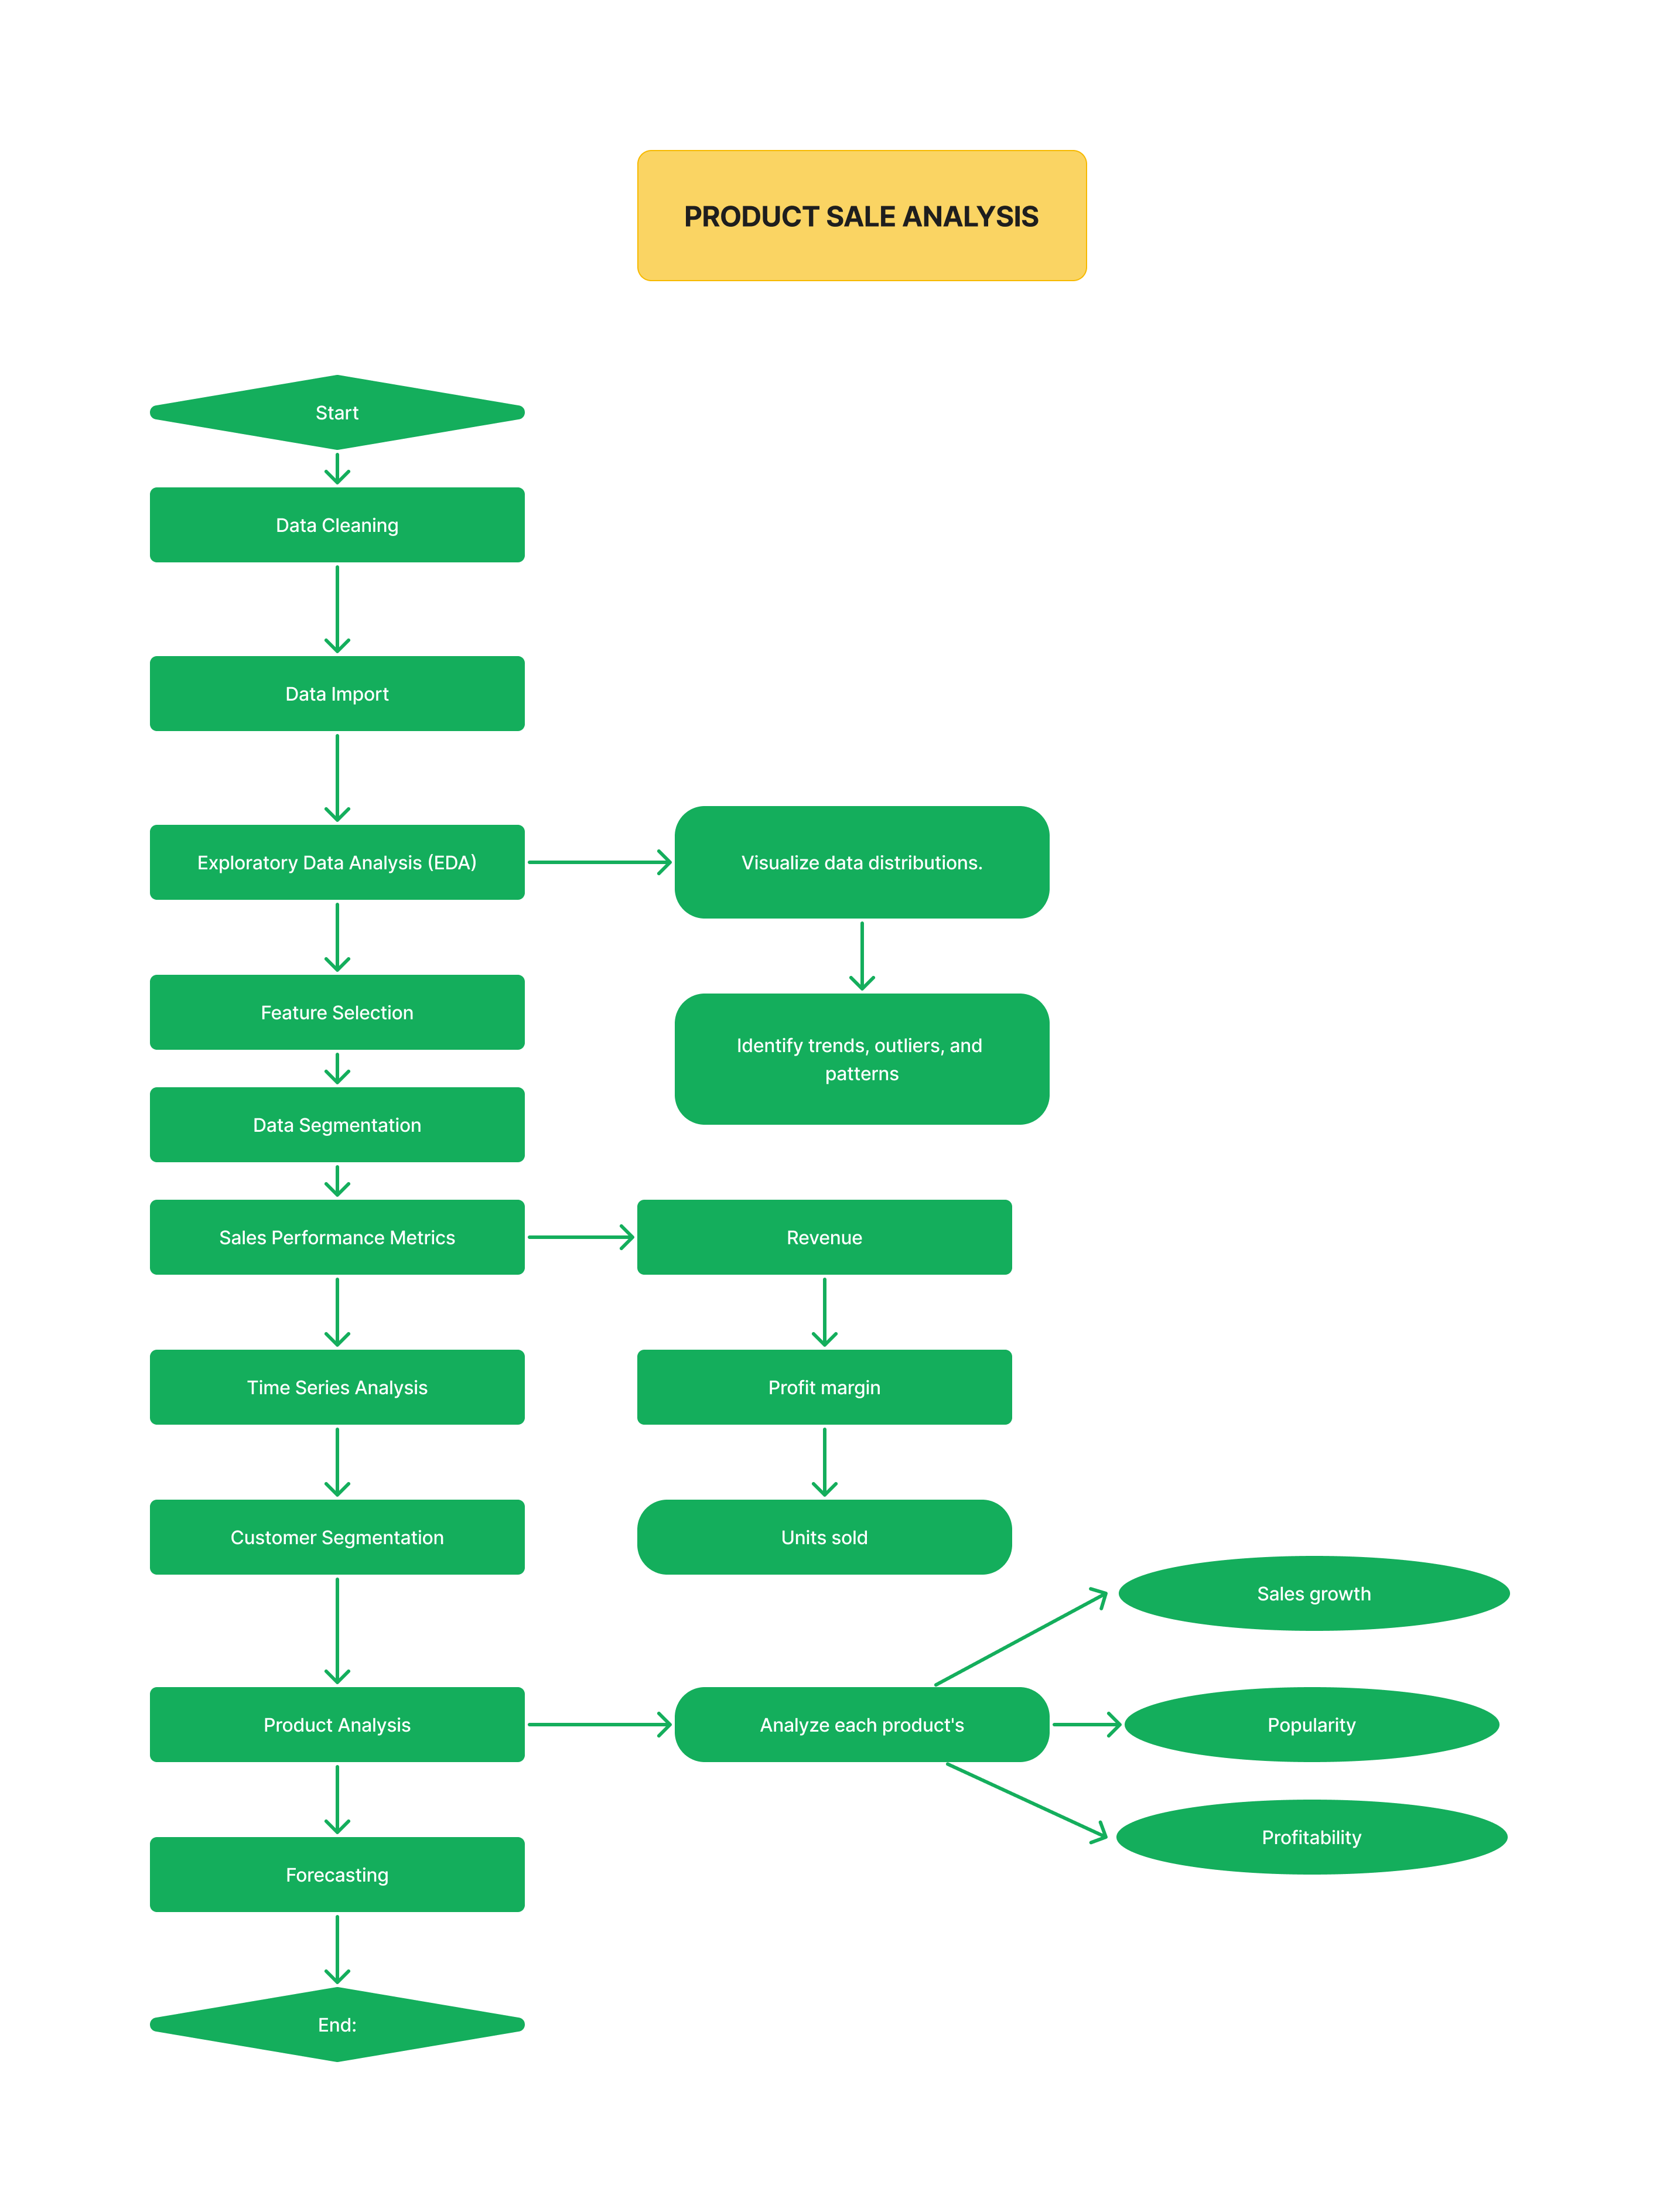 PRODUCT SALE ANALYSIS
Start
Data Cleaning
Data Import
Exploratory Data Analysis (EDA)
Visualize data distributions.
Feature Selection
Identify trends, outliers, and
patterns
Data Segmentation
Sales Performance Metrics
Revenue
Time Series Analysis
Profit margin
Customer Segmentation
Units sold
Sales growth
Product Analysis
Analyze each product's
Popularity
Profitability
Forecasting
End: